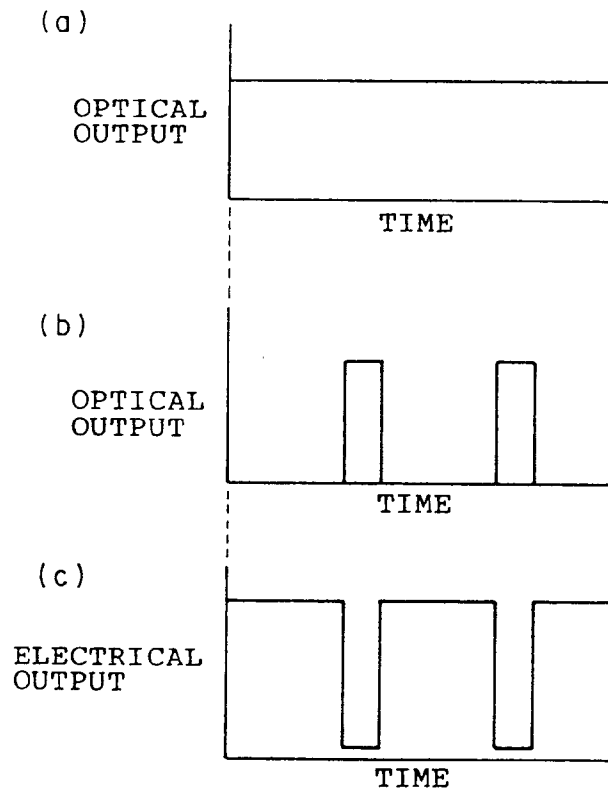 (a)
OPTICAL
OUTPUT
TIME
(b)
OPTICAL
OUTPUT
TIME
(c)
ELECTRICAL
OUTPUT
TIME